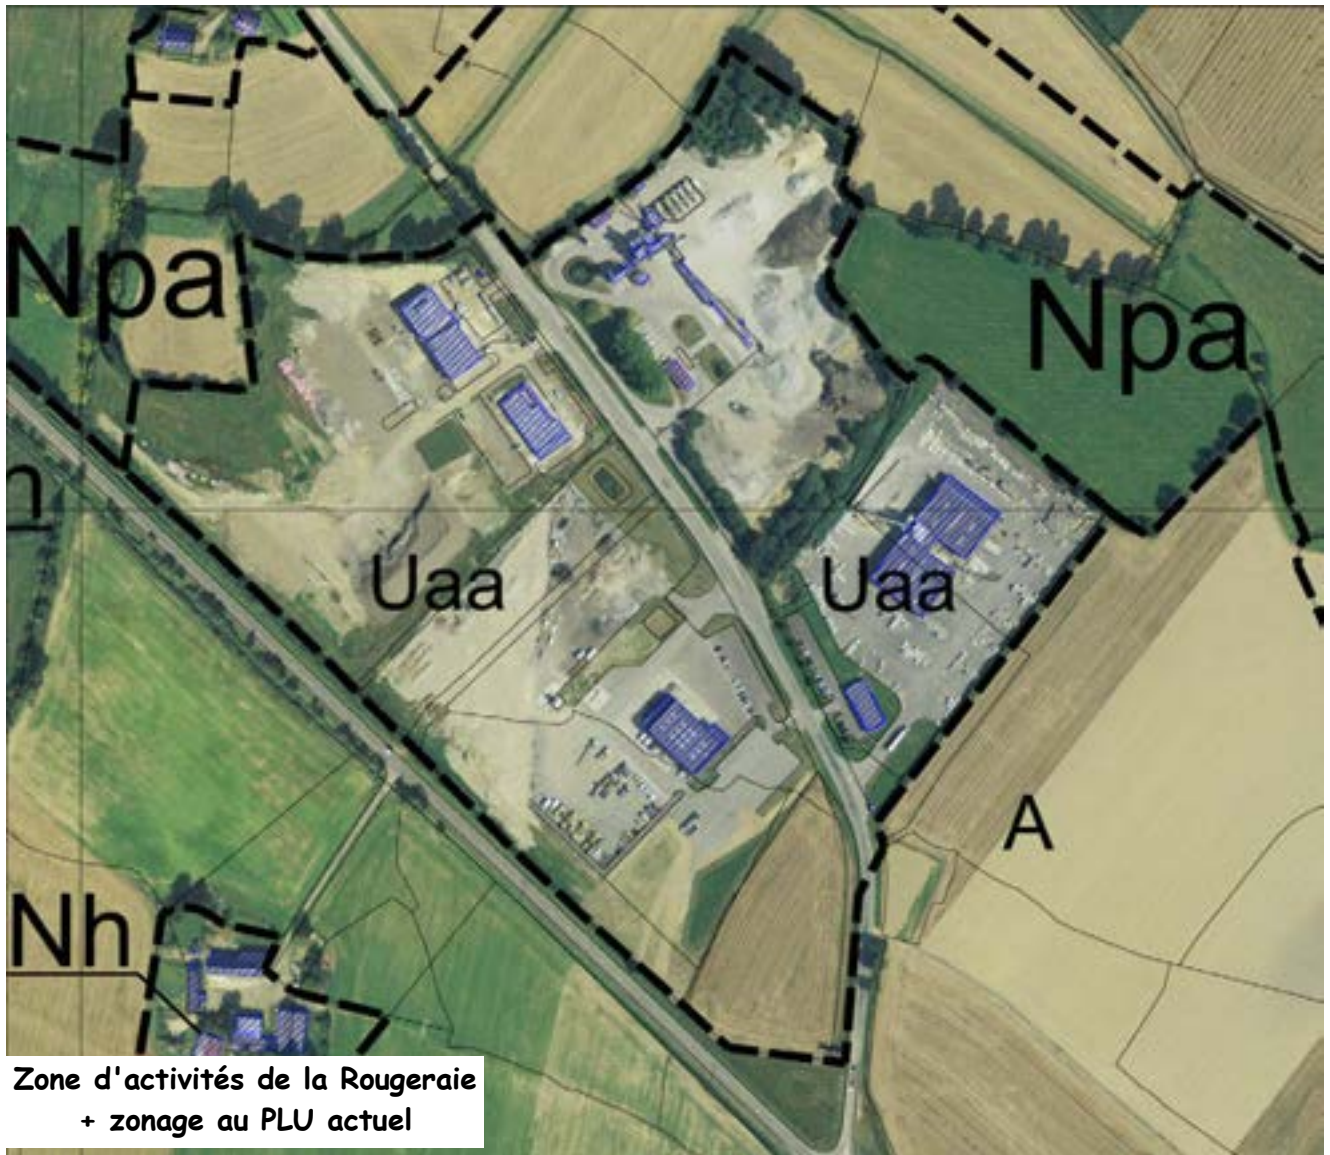 Npa
Npa
n
Uaa
Uaa
A
Nh
Zone d'activités de la Rougeraie
+ zonage au PLU actuel